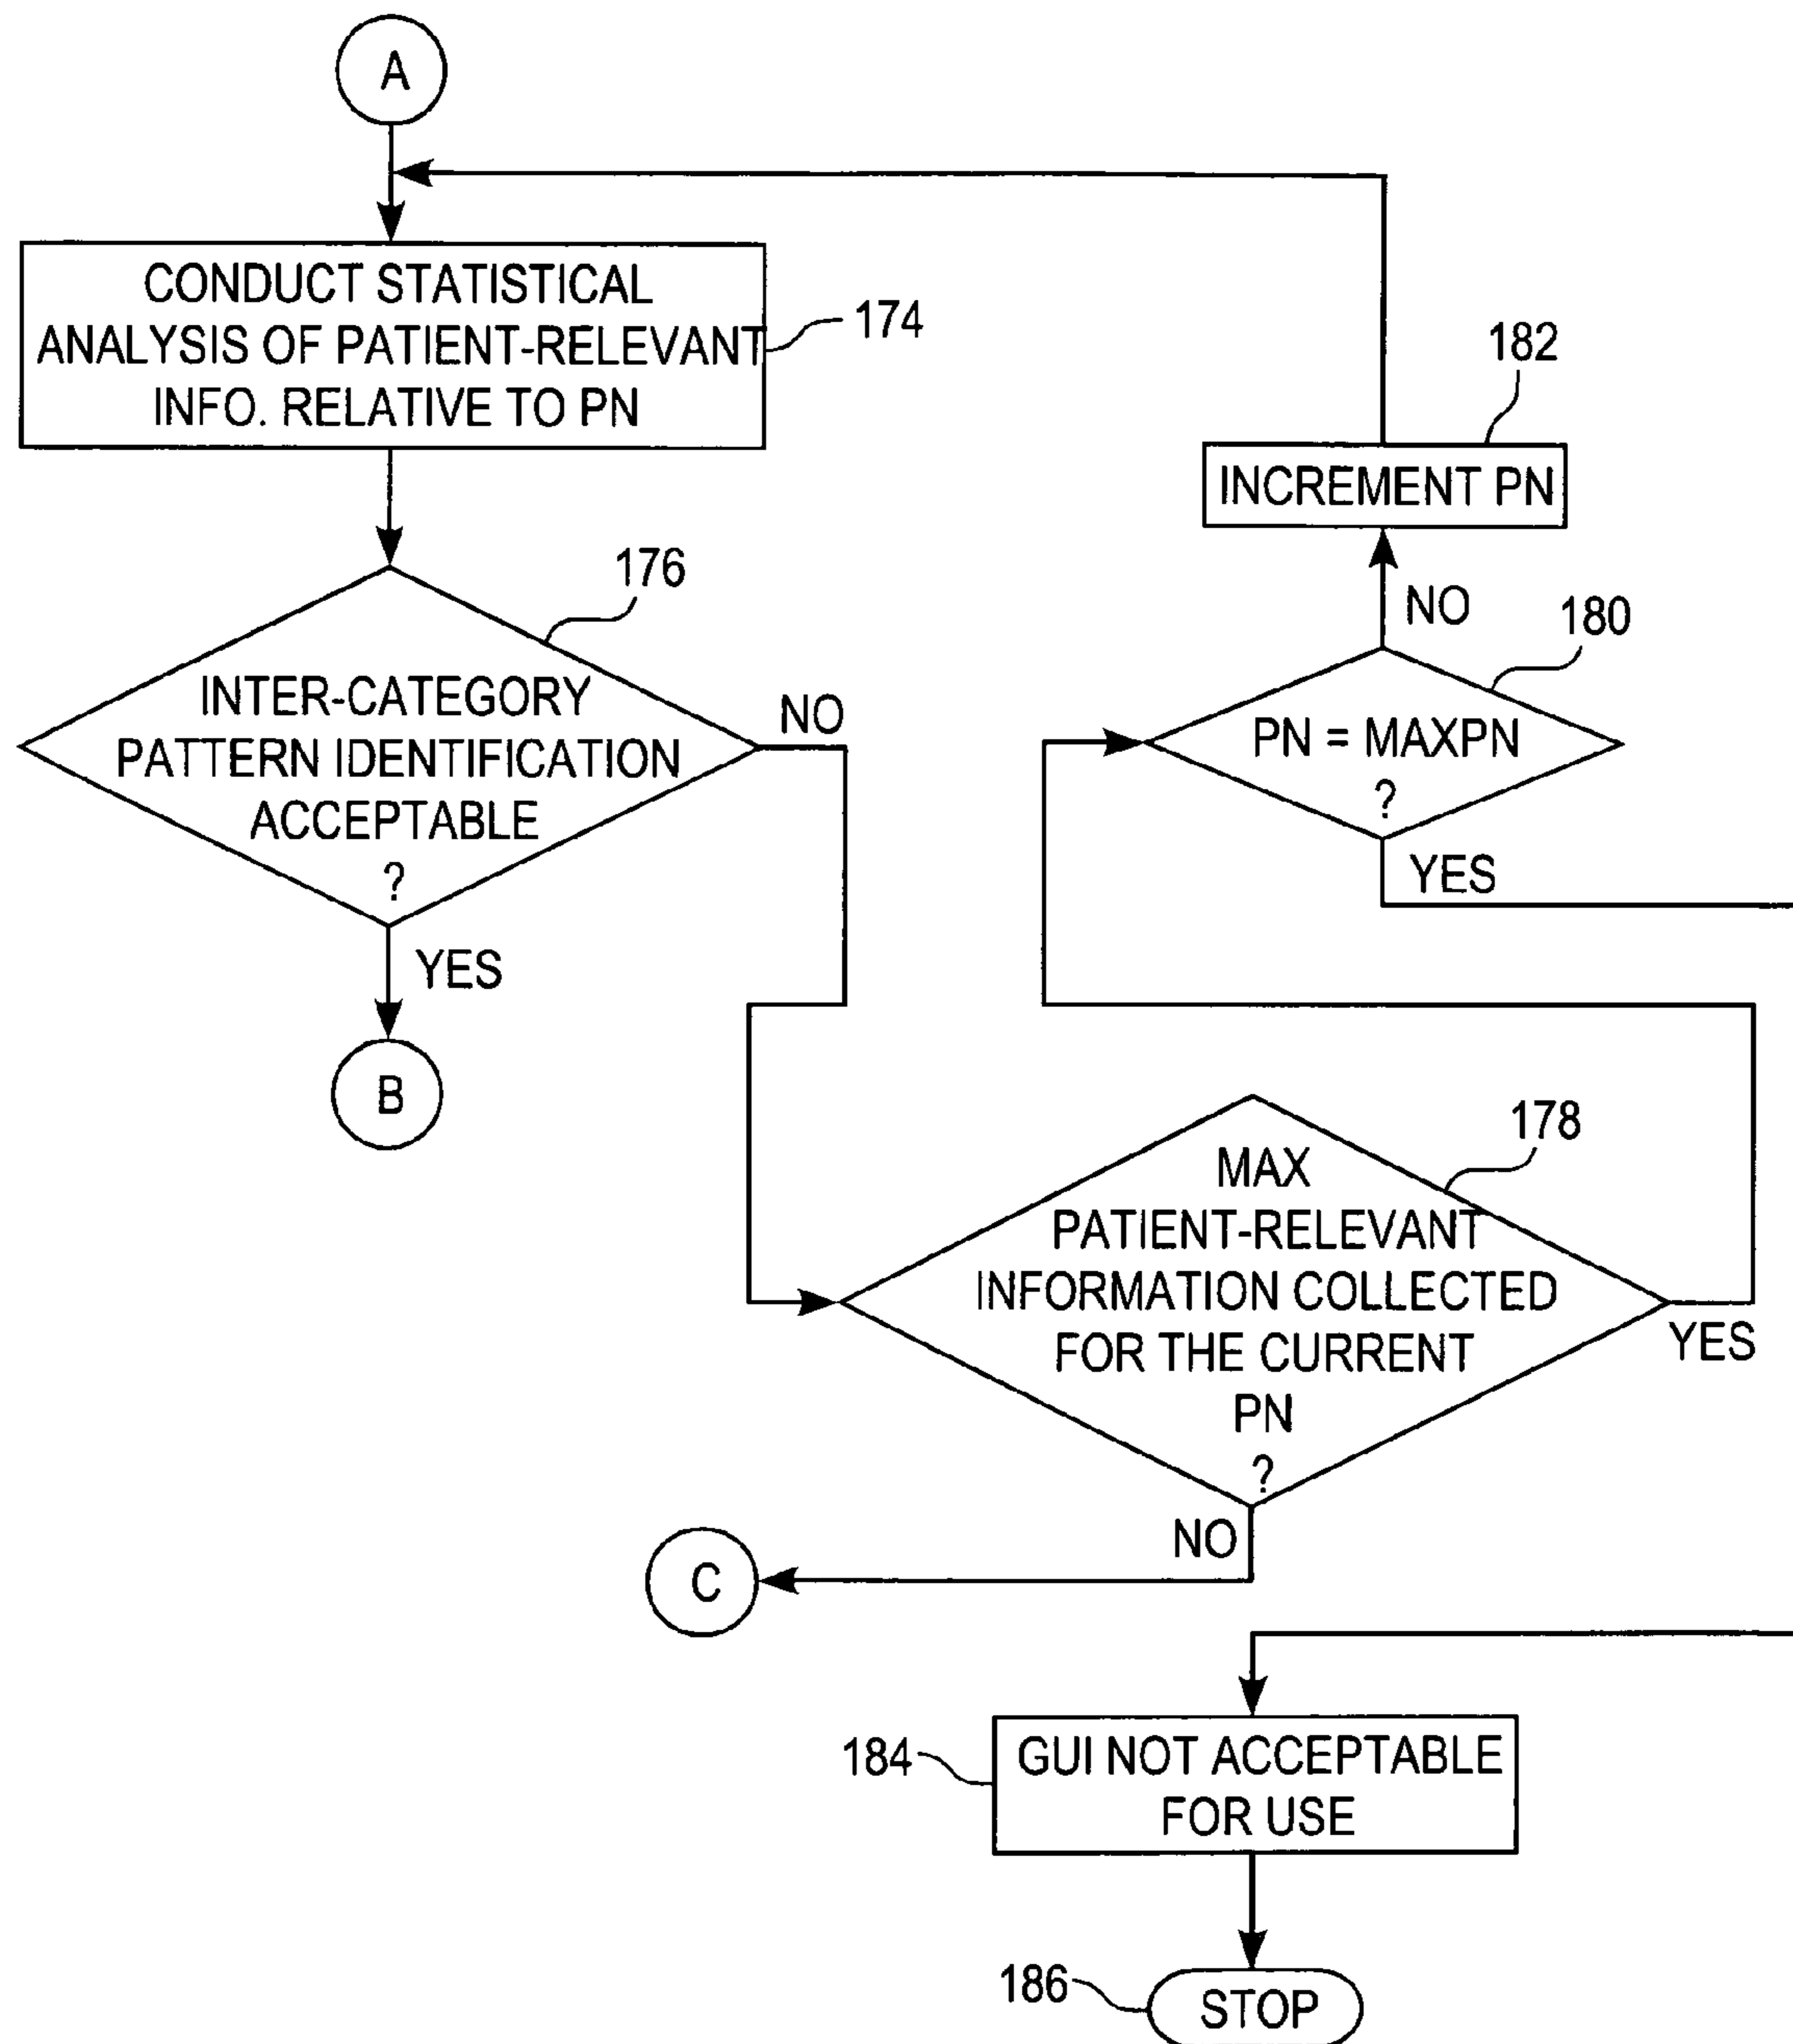 A
CONDUCT STATISTICAL
ANALYSIS OF PATIENT-RELEVANT
INFO. RELATIVE TO PN
174
182
INCREMENT PN
176
INTER-CATEGORY
PATTERN IDENTIFICATION
ACCEPTABLE
?
NO
YES
B
NO
180
PN = MAXPN
?
YES
178
MAX
PATIENT-RELEVANT
INFORMATION COLLECTED
FOR THE CURRENT
PN
?
YES
NO
C
184
GUI NOT ACCEPTABLE
FOR USE
186
STOP